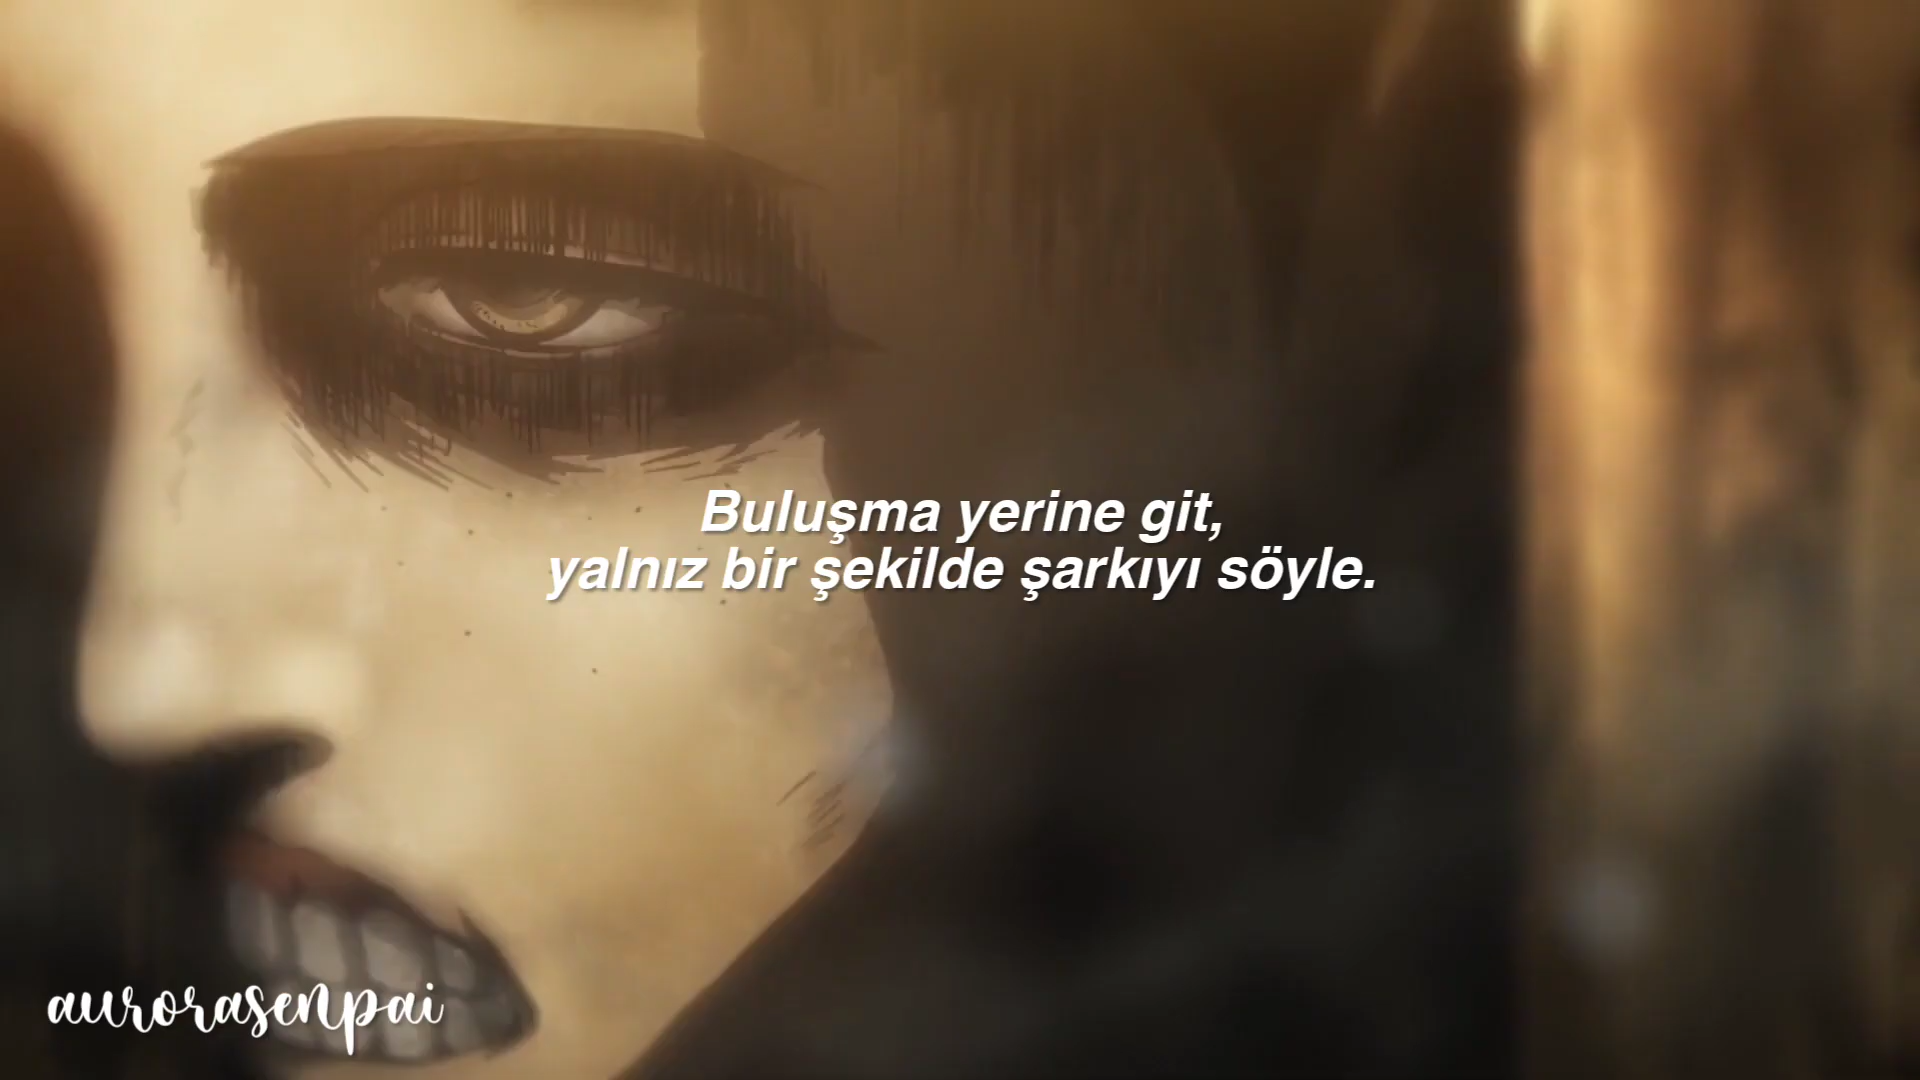 Buluşma yerine git,
yalnız bir şekilde şarkıyı söyle.
aurorasenpai